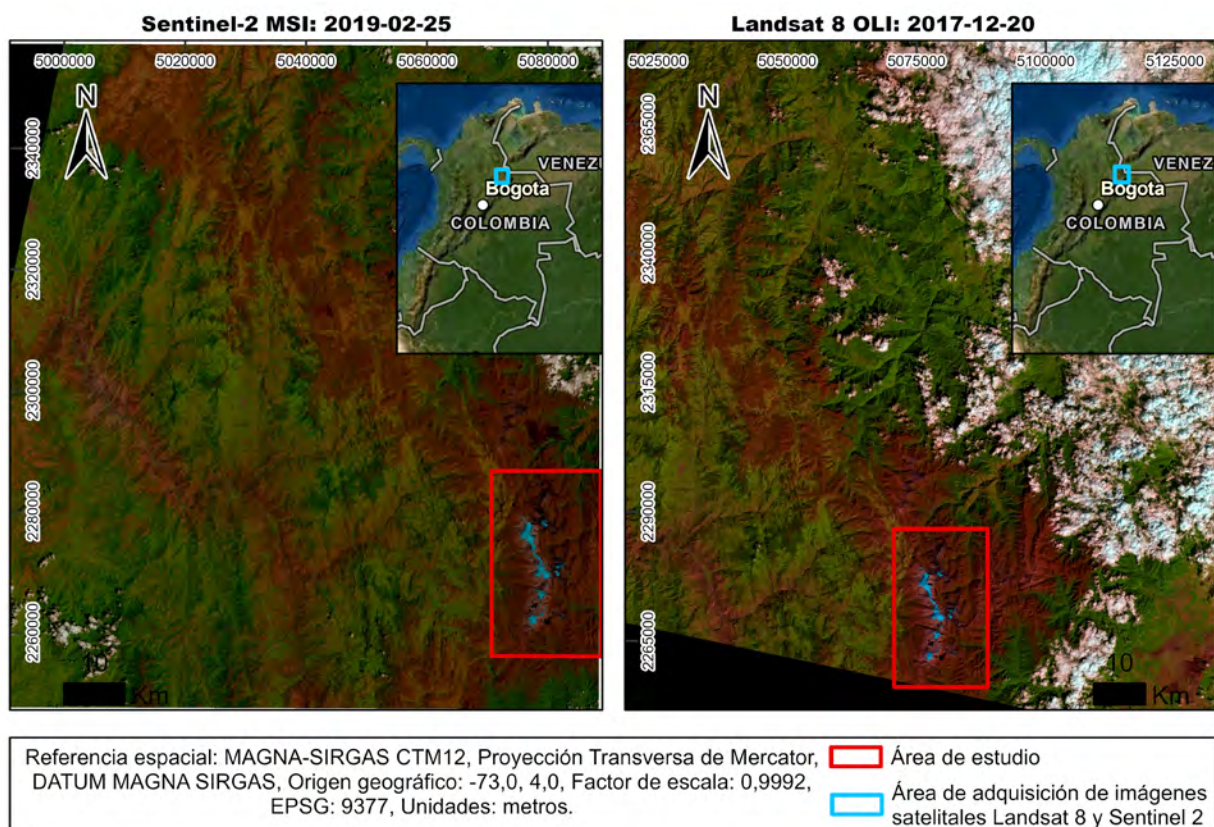 Sentinel-2 MSI: 2019-02-25
5000000 5020000 5040000 5060000 5080000
2340000
2320000
2300000
2280000
2260000
N
VENEZU
Bogota
COLOMBIA
10
Km
Landsat 8 OLI: 2017-12-20
5025000 5050000 5075000 5100000 5125000
2365000
2340000
2315000
2290000
2265000
N
VENEZU
Bogota
COLOMBIA
10
Km
Referencia espacial: MAGNA-SIRGAS CTM12, Proyección Transversa de Mercator,
DATUM MAGNA SIRGAS, Origen geográfico: -73,0, 4,0, Factor de escala: 0,9992,
EPSG: 9377, Unidades: metros.
Área de estudio
Área de adquisición de imágenes
satelitales Landsat 8 y Sentinel 2